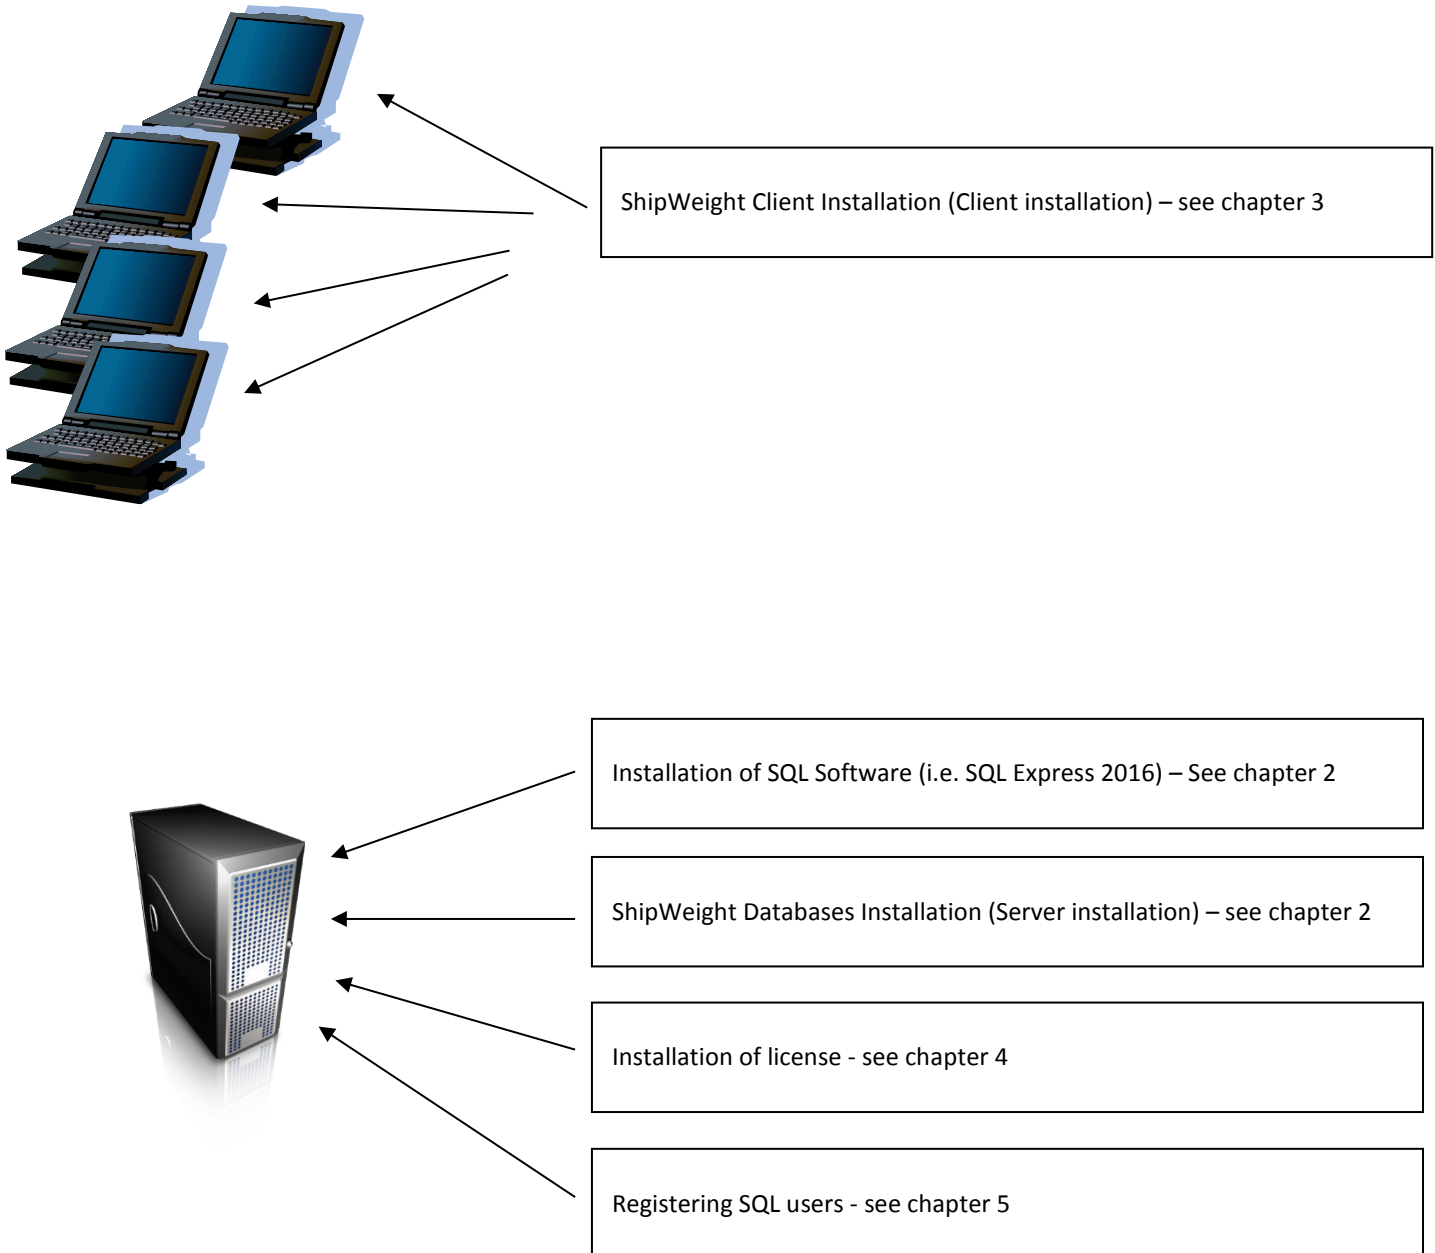 ShipWeight Client Installation (Client installation) – see chapter 3
Installation of SQL Software (i.e. SQL Express 2016) – See chapter 2
ShipWeight Databases Installation (Server installation) – see chapter 2
Installation of license - see chapter 4
Registering SQL users - see chapter 5